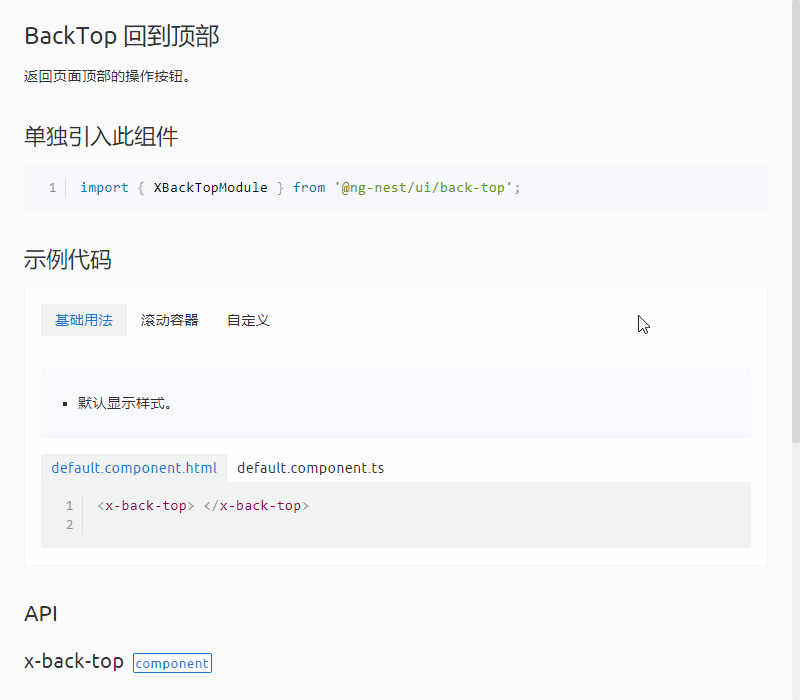 BackTop 回到顶部
返回页面顶部的操作按钮。
单独引入此组件
1 import { XBackTopModule } from '@ng-nest/ui/back-top';
示例代码
基础用法 滚动容器 自定义
默认显示样式。
default.component.html default.component.ts
1 <x-back-top> </x-back-top>
2
API
x-back-top component